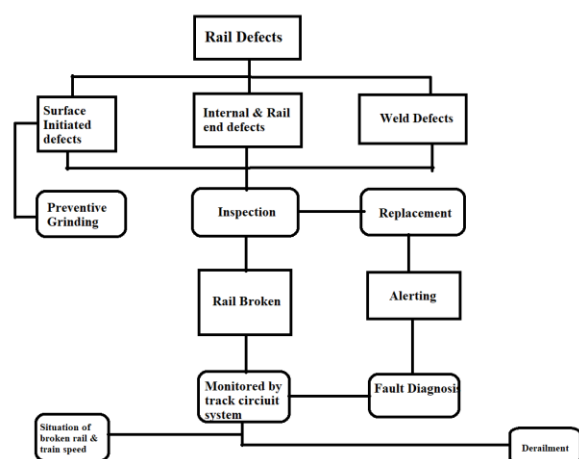 Rail Defects
Surface
Initiated
defects
Internal & Rail
end defects
Weld Defects
Preventive
Grinding
Inspection
Replacement
Rail Broken
Alerting
Monitored by
track circiuit
system
Fault Diagnosis
Situation of
broken rail &
train speed
Derailment